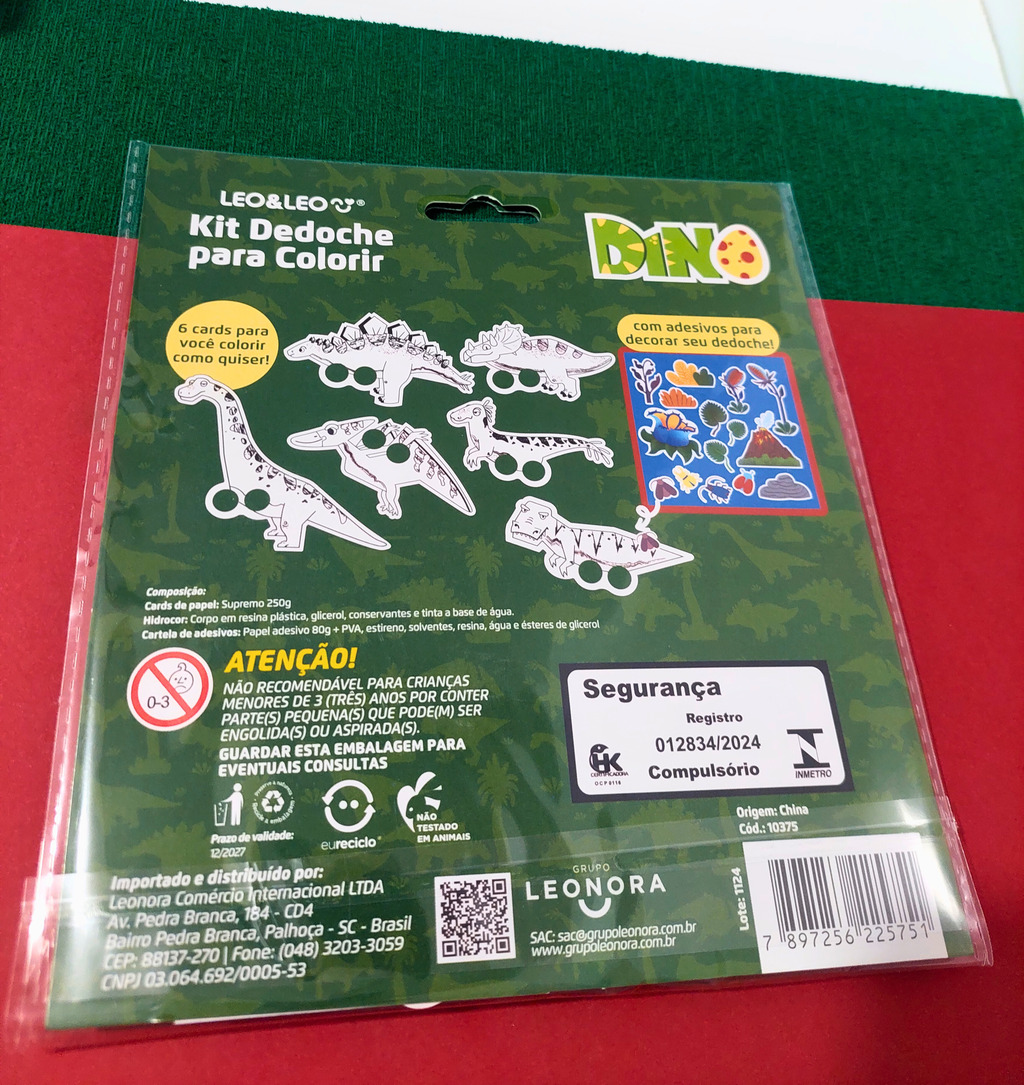 LEO&LEO®
Kit Dedoche
para Colorir
DINO
6 cards para
você colorir
como quiser!
com adesivos para
decorar seu dedoche!
Composição:
Cards de papel: Supremo 250g
Hidrocor: Corpo em resina plástica, glicerol, conservantes e tinta a base de água.
Cartela de adesivos: Papel adesivo 80g + PVA, estireno, solventes, resina, água e ésteres de glicerol
0-3
ATENÇÃO!
NÃO RECOMENDÁVEL PARA CRIANÇAS
MENORES DE 3 (TRÊS) ANOS POR CONTER
PARTE(S) PEQUENA(S) QUE PODE(M) SER
ENGOLIDA(S) OU ASPIRADA(S).
GUARDAR ESTA EMBALAGEM PARA
EVENTUAIS CONSULTAS
eureciclo
NÃO
TESTADO
EM ANIMAIS
Prazo de validade:
12/2027
Segurança
Registro
012834/2024
Compulsório
HK
CERTIFICADORA
OCP 0118
INMETRO
Origem: China
Cód.: 10375
Importado e distribuído por:
Leonora Comércio Internacional LTDA
Av. Pedra Branca, 184 - CD4
Bairro Pedra Branca, Palhoça - SC - Brasil
CEP: 88137-270 | Fone: (048) 3203-3059
CNPJ 03.064.692/0005-53
GRUPO
LEONORA
SAC: sac@grupoleonora.com.br
www.grupoleonora.com.br
Lote: 1124
7 897256 225751